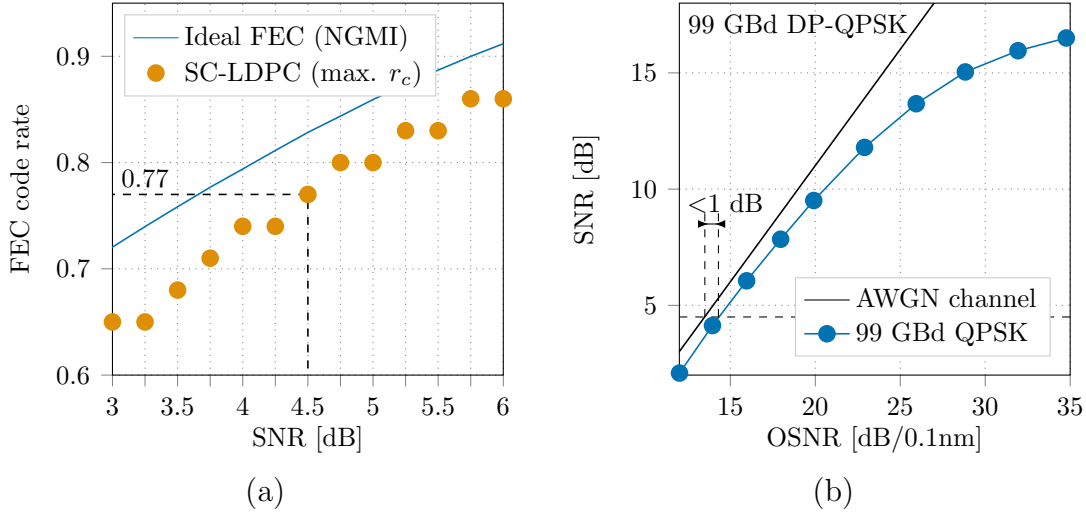 Ideal FEC (NGMI)
SC-LDPC (max. r_c)
0.77
0.9
0.8
0.7
0.6
FEC code rate
3
3.5
4
4.5
5
5.5
6
SNR [dB]
(a)
99 GBd DP-QPSK
<1 dB
AWGN channel
99 GBd QPSK
15
10
5
SNR [dB]
15
20
25
30
35
OSNR [dB/0.1nm]
(b)